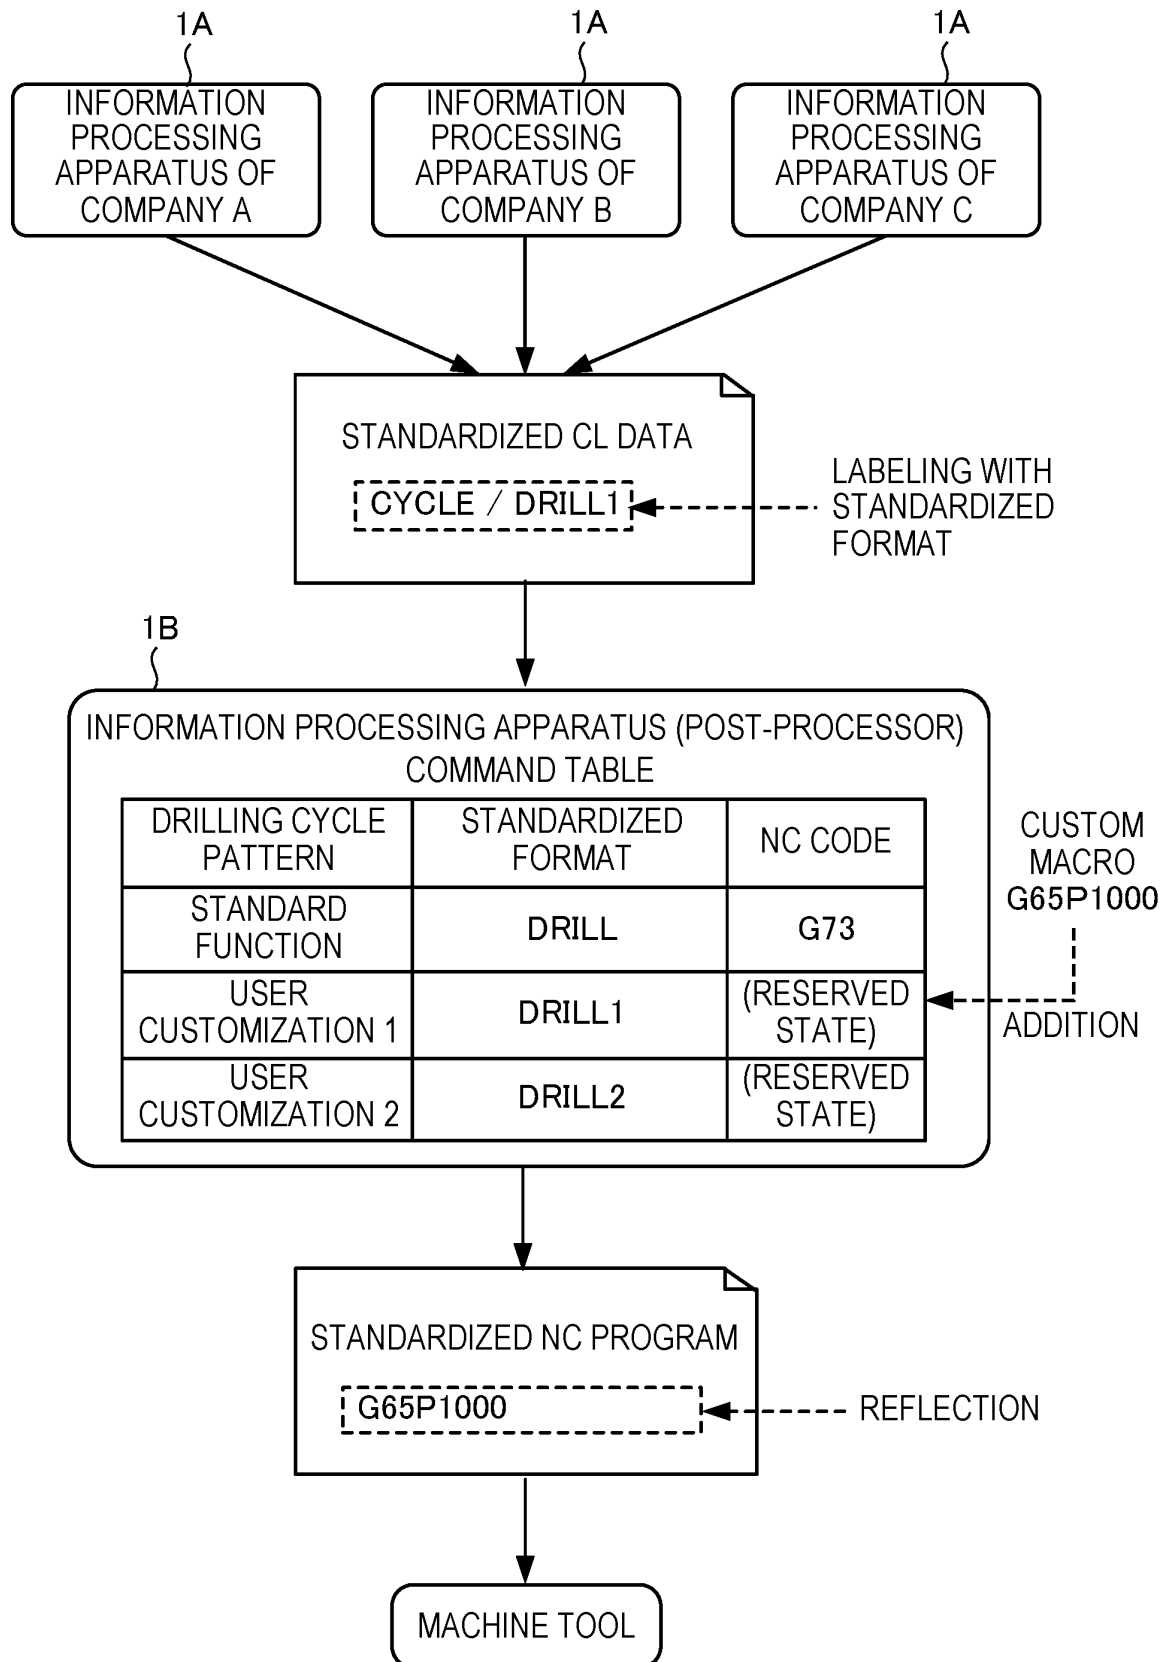 1A
1A
1A
INFORMATION
PROCESSING
APPARATUS OF
COMPANY A
INFORMATION
PROCESSING
APPARATUS OF
COMPANY B
INFORMATION
PROCESSING
APPARATUS OF
COMPANY C
STANDARDIZED CL DATA
CYCLE / DRILL1
LABELING WITH
STANDARDIZED
FORMAT
1B
INFORMATION PROCESSING APPARATUS (POST-PROCESSOR)
COMMAND TABLE
DRILLING CYCLE
PATTERN
STANDARDIZED
FORMAT
NC CODE
STANDARD
FUNCTION
DRILL
G73
USER
CUSTOMIZATION 1
DRILL1
(RESERVED
STATE)
USER
CUSTOMIZATION 2
DRILL2
(RESERVED
STATE)
CUSTOM
MACRO
G65P1000
ADDITION
STANDARDIZED NC PROGRAM
G65P1000
REFLECTION
MACHINE TOOL